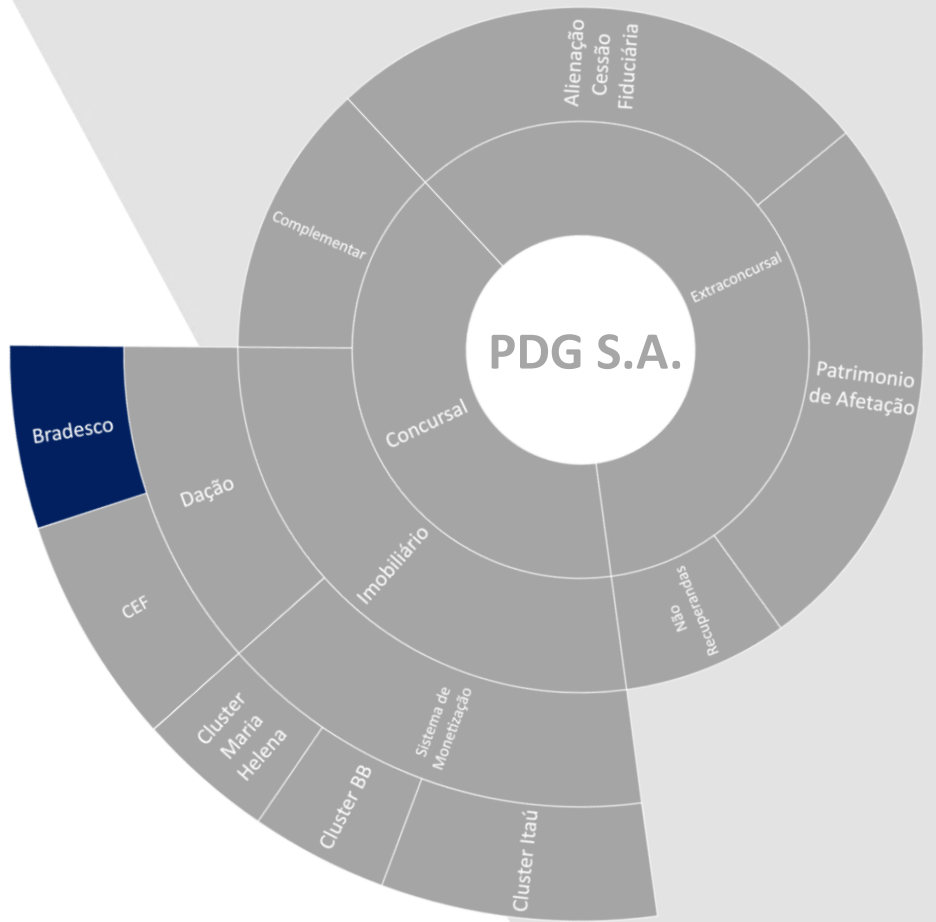 PDG S.A.
Alienação
Cessão
Fiduciária
Complementar
Extraconcursal
Concursal
Patrimonio
de Afetação
Bradesco
Dação
Imobiliário
CEF
Não
Recuperandas
Sistema de
Monetização
Cluster
Maria
Helena
Cluster BB
Cluster Itaú